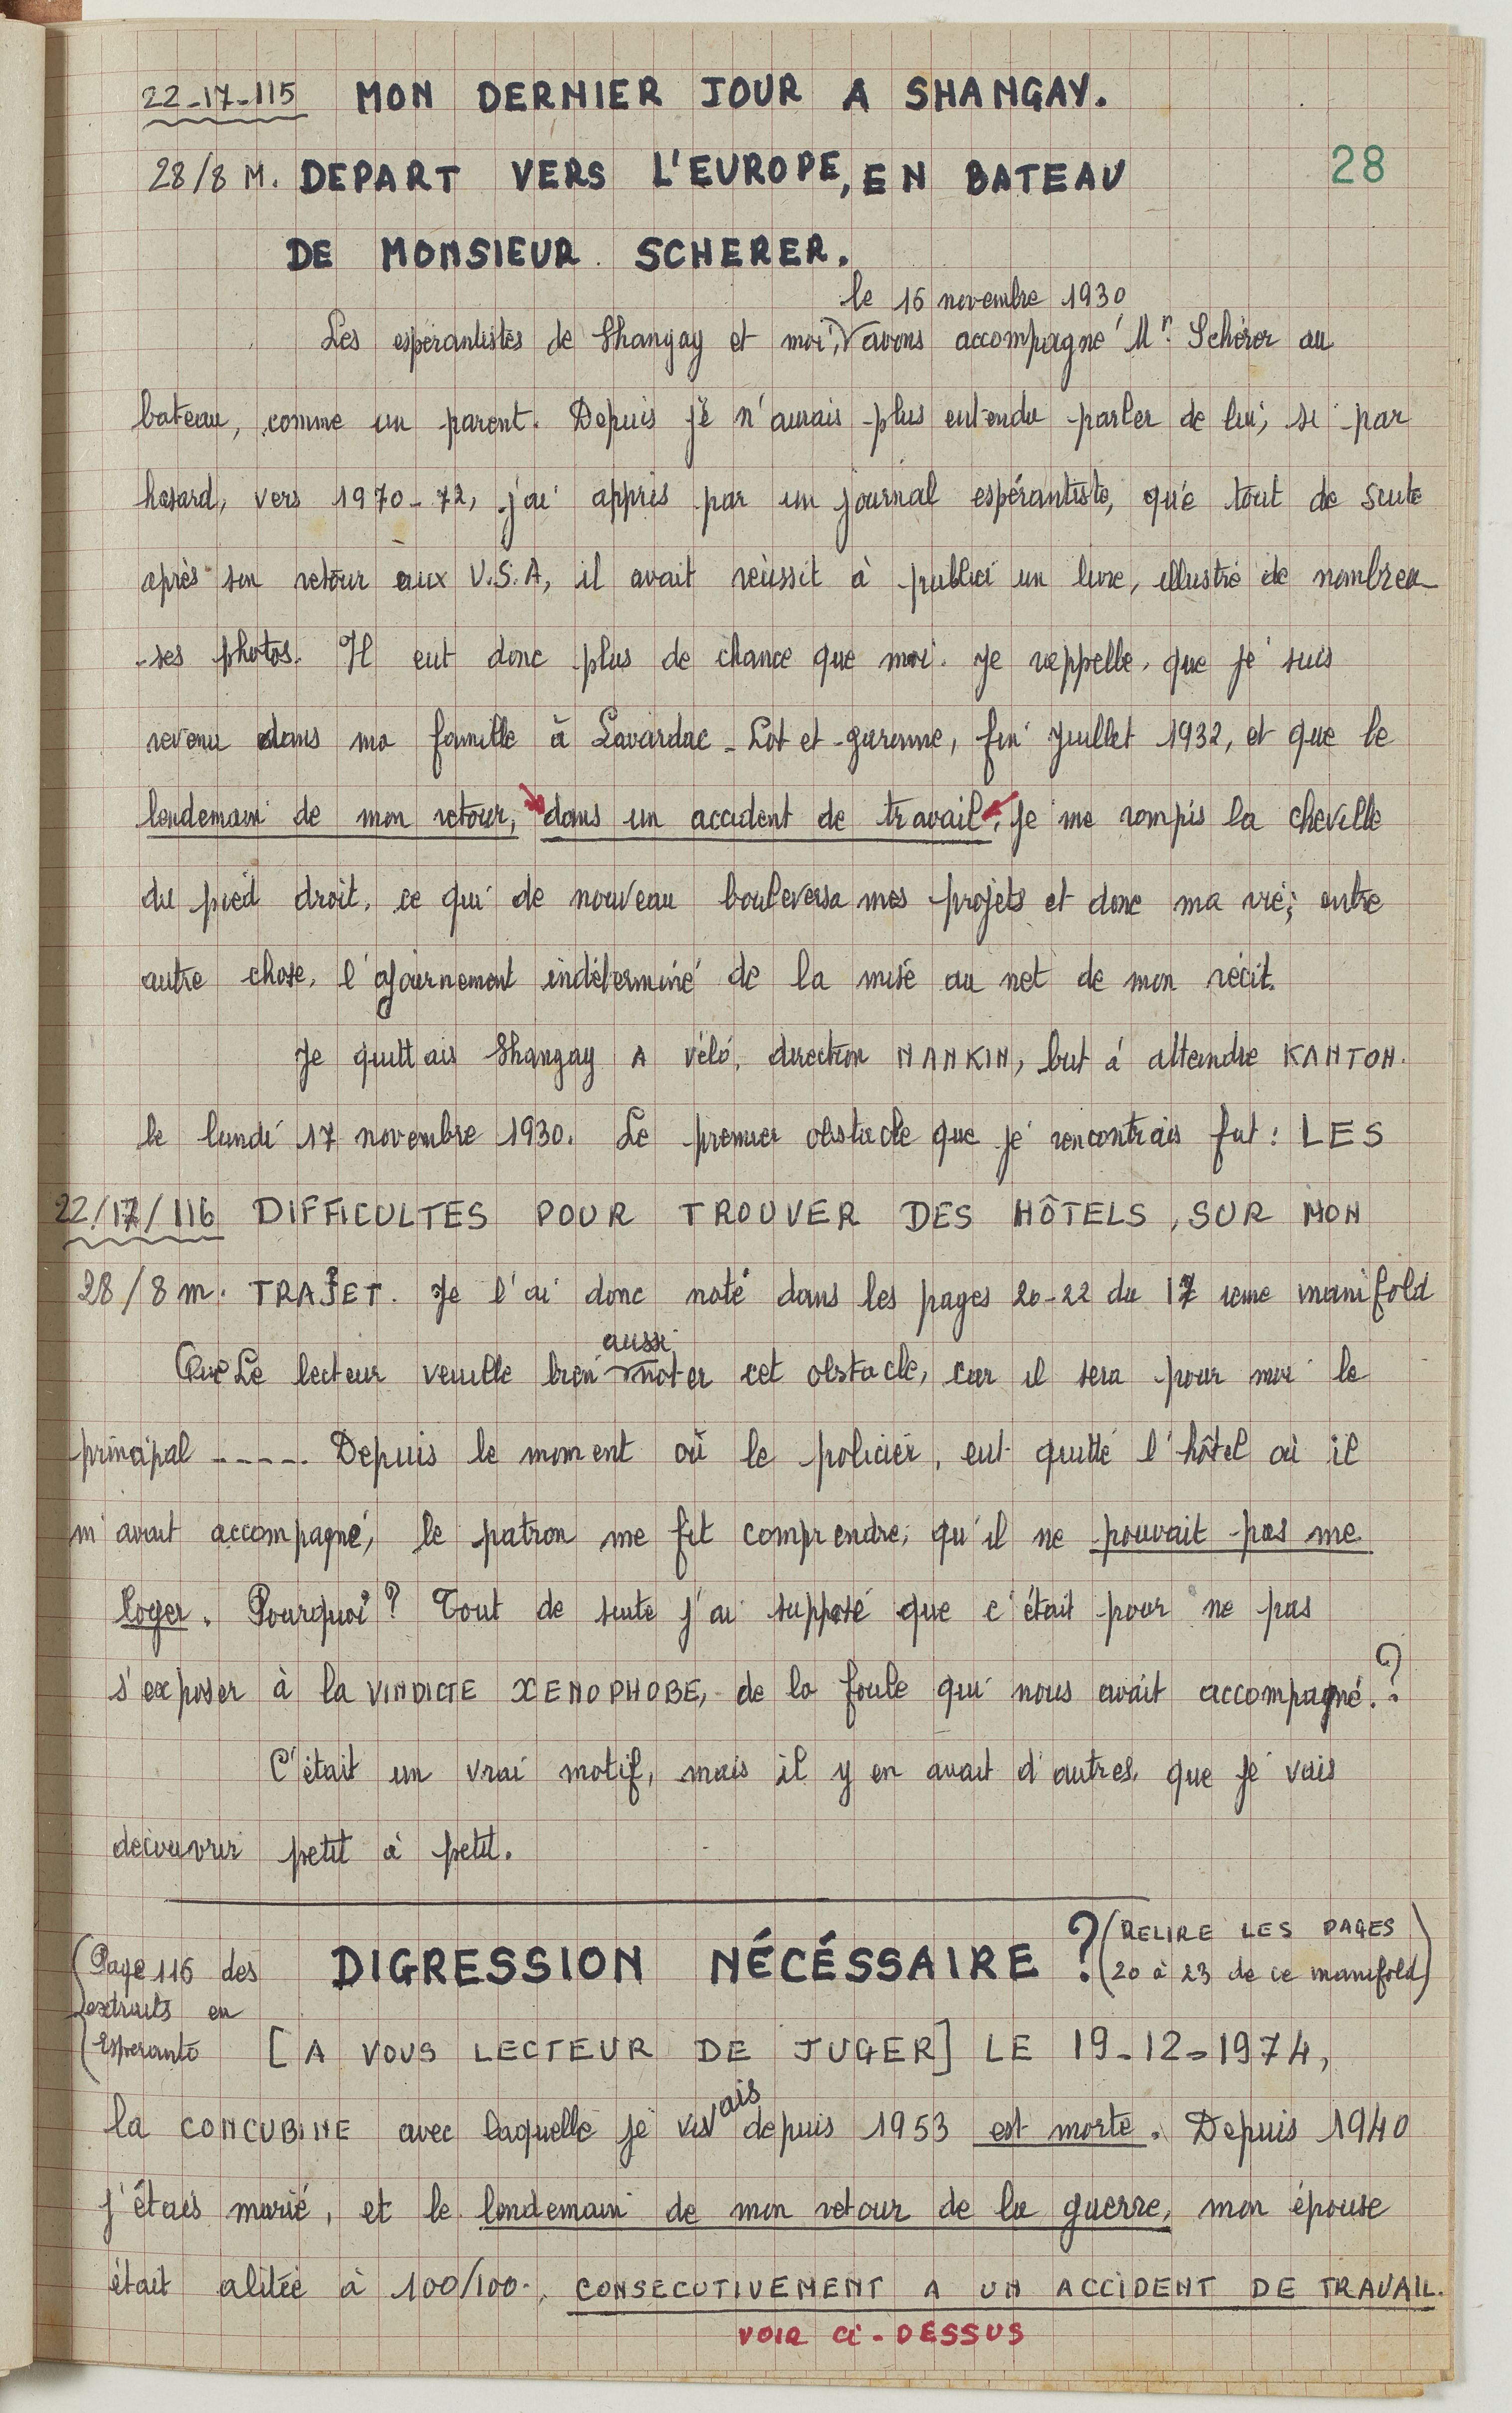 22-17-115 MON DERNIER JOUR A SHANGAY.
28/8 M. DEPART VERS L'EUROPE, EN BATEAU
28
DE MONSIEUR SCHERER.
le 16 novembre 1930
Les espérantistes de Shangay et moi, avons accompagné Mr. Schérer au
bateau, comme un parent. Depuis je n'aurais plus entendu parler de lui, si par
hasard, vers 1970-72, j'ai appris par un journal espérantiste, que tout de suite
après son retour aux U.S.A, il avait réussit à publier un livre, illustré de nombreu-
-ses photos. Il eut donc plus de chance que moi. Je rappelle, que je suis
revenu dans ma famille à Lavardac - Lot et - garonne, fin Juillet 1932, et que le
lendemain de mon retour, dans un accident de travail, Je me rompis la cheville
du pied droit, ce qui de nouveau bouleversa mes projets et donc ma vie; entre
autre chose, l'ajournement indéterminé de la mise au net de mon récit.
Je quittais Shangay A vélo, direction NANKIN, but à atteindre KANTON.
le lundi 17 novembre 1930. Le premier obstacle que je rencontrais fut : LES
22/17/116 DIFFICULTES POUR TROUVER DES HÔTELS, SUR MON
28/8 m. TRAJET. Je l'ai donc noté dans les pages 20-22 du 17 ieme manifold
aussi
Que Le lecteur veuille bien noter cet obstacle, car il sera pour moi le
principal ----- Depuis le moment où le policier, eut quitté l'hôtel où il
m'avait accompagné, le patron me fit comprendre, qu'il ne pouvait pas me
loger. Pourquoi? Tout de suite j'ai supposé que c'était pour ne pas
s'exposer à la VINDICTE XENOPHOBE, de la foule qui nous avait accompagné.?
C'était un vrai motif, mais il y en avait d'autres, que je vais
découvrir petit à petit.
DIGRESSION NÉCÉSSAIRE ? (RELIRE LES PAGES
20 à 23 de ce manifold)
(Page 116 des
extraits en
Esperanto
[A VOUS LECTEUR DE JUGER] LE 19-12-1974,
la CONCUBINE avec laquelle je vivais depuis 1953 est morte. Depuis 1940
j'étais marié, et le lendemain de mon retour de la guerre, mon épouse
était alitée à 100/100., CONSECUTIVEMENT A UN ACCIDENT DE TRAVAIL.
VOIR CI-DESSUS